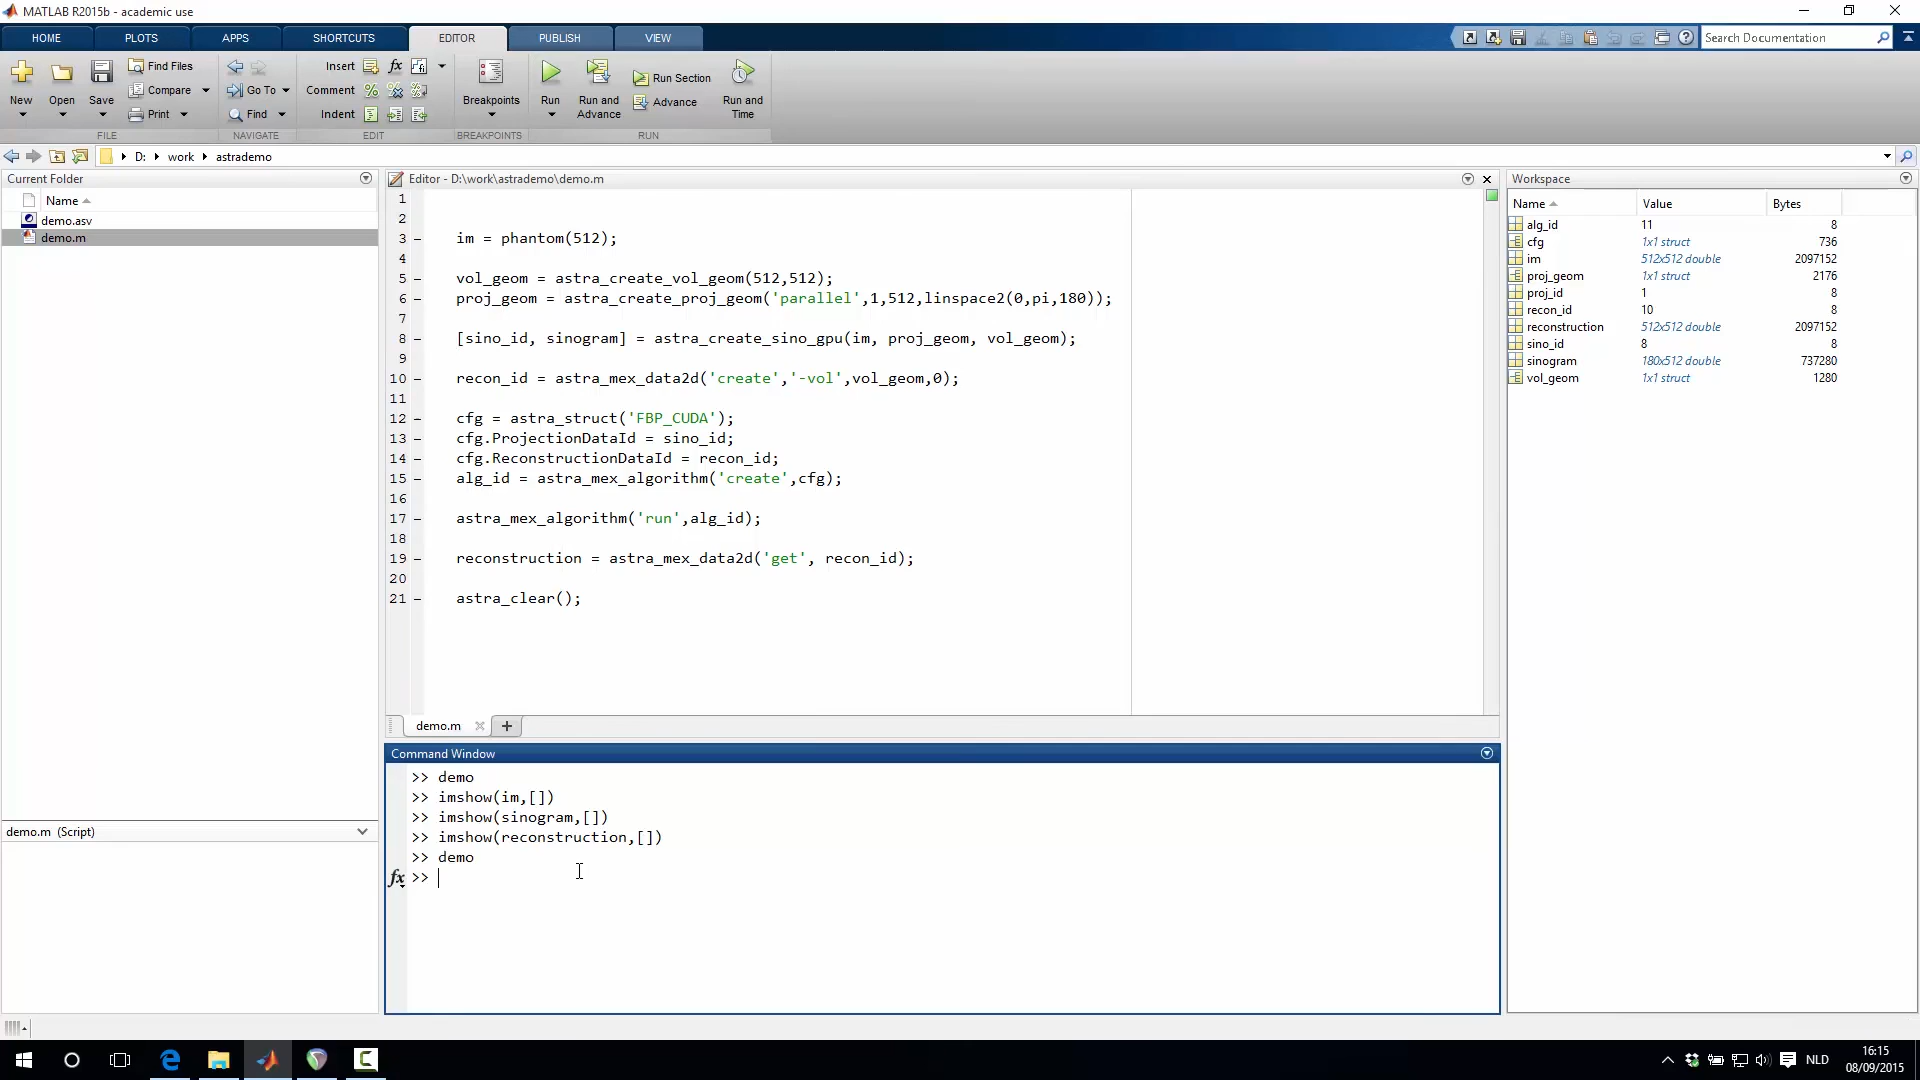 MATLAB R2015b - academic use
HOME PLOTS APPS SHORTCUTS EDITOR PUBLISH VIEW
Search Documentation
New Open Save
Find Files
Compare
Print
FILE
Go To
Find
NAVIGATE
Insert fx
Comment
Indent
EDIT
Breakpoints
BREAKPOINTS
Run
Run and Advance
Run Section
Advance
Run and Time
RUN
D: work astrademo
Current Folder
Name
demo.asv
demo.m
demo.m (Script)
Editor - D:\work\astrademo\demo.m
1
2
3 – im = phantom(512);
4
5 – vol_geom = astra_create_vol_geom(512,512);
6 – proj_geom = astra_create_proj_geom('parallel',1,512,linspace2(0,pi,180));
7
8 – [sino_id, sinogram] = astra_create_sino_gpu(im, proj_geom, vol_geom);
9
10 – recon_id = astra_mex_data2d('create','-vol',vol_geom,0);
11
12 – cfg = astra_struct('FBP_CUDA');
13 – cfg.ProjectionDataId = sino_id;
14 – cfg.ReconstructionDataId = recon_id;
15 – alg_id = astra_mex_algorithm('create',cfg);
16
17 – astra_mex_algorithm('run',alg_id);
18
19 – reconstruction = astra_mex_data2d('get', recon_id);
20
21 – astra_clear();
demo.m
Command Window
>> demo
>> imshow(im,[])
>> imshow(sinogram,[])
>> imshow(reconstruction,[])
>> demo
fx >>
Workspace
Name Value Bytes
alg_id 11 8
cfg 1x1 struct 736
im 512x512 double 2097152
proj_geom 1x1 struct 2176
proj_id 1 8
recon_id 10 8
reconstruction 512x512 double 2097152
sino_id 8 8
sinogram 180x512 double 737280
vol_geom 1x1 struct 1280
NLD
16:15
08/09/2015